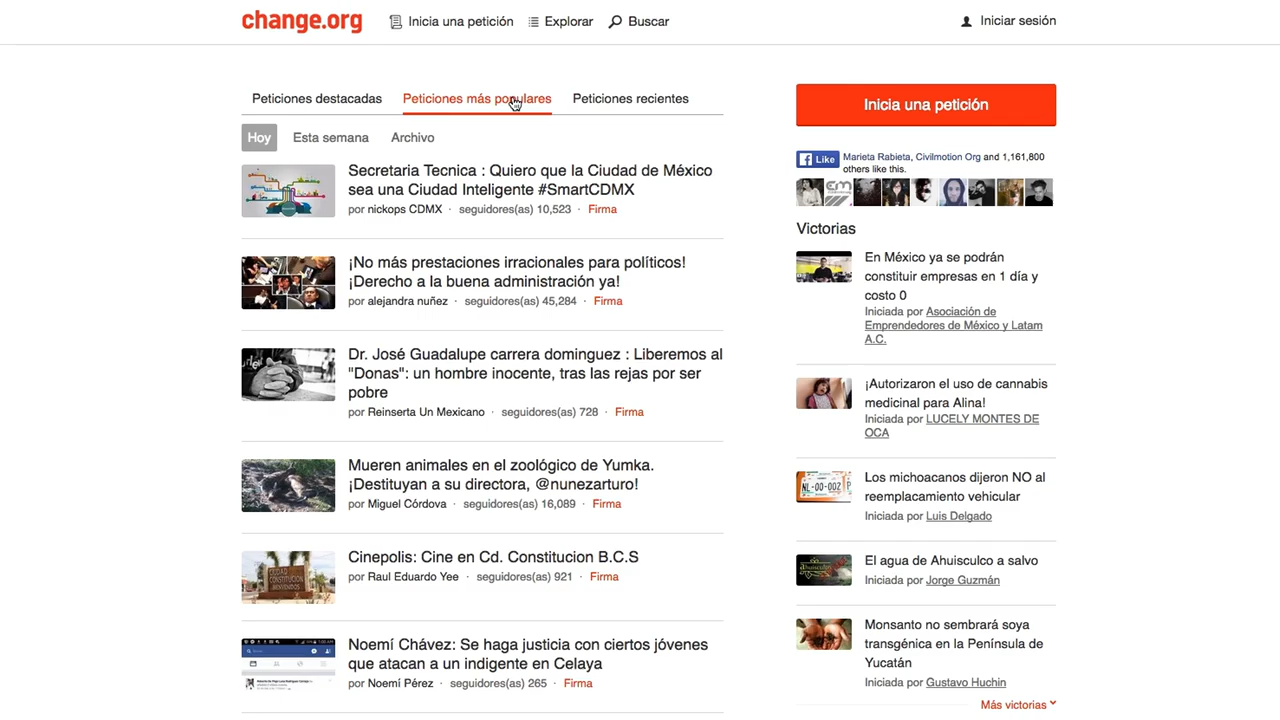 change.org
Inicia una petición
Explorar
Buscar
Iniciar sesión
Peticiones destacadas
Peticiones más populares
Peticiones recientes
Hoy
Esta semana
Archivo
Secretaria Tecnica : Quiero que la Ciudad de México
sea una Ciudad Inteligente #SmartCDMX
por nickops CDMX · seguidores(as) 10,523 · Firma
¡No más prestaciones irracionales para políticos!
¡Derecho a la buena administración ya!
por alejandra nuñez · seguidores(as) 45,284 · Firma
Dr. José Guadalupe carrera dominguez : Liberemos al
"Donas": un hombre inocente, tras las rejas por ser
pobre
por Reinserta Un Mexicano · seguidores(as) 728 · Firma
Mueren animales en el zoológico de Yumka.
¡Destituyan a su directora, @nunezarturo!
por Miguel Córdova · seguidores(as) 16,089 · Firma
Cinepolis: Cine en Cd. Constitucion B.C.S
por Raul Eduardo Yee · seguidores(as) 921 · Firma
Noemí Chávez: Se haga justicia con ciertos jóvenes
que atacan a un indigente en Celaya
por Noemí Pérez · seguidores(as) 265 · Firma
Inicia una petición
Like
Marieta Rabieta, Civilmotion Org and 1,161,800
others like this.
Victorias
En México ya se podrán
constituir empresas en 1 día y
costo 0
Iniciada por Asociación de
Emprendedores de México y Latam
A.C.
¡Autorizaron el uso de cannabis
medicinal para Alina!
Iniciada por LUCELY MONTES DE
OCA
NL-00-00Z
Los michoacanos dijeron NO al
reemplacamiento vehicular
Iniciada por Luis Delgado
El agua de Ahuisculco a salvo
Iniciada por Jorge Guzmán
Monsanto no sembrará soya
transgénica en la Península de
Yucatán
Iniciada por Gustavo Huchin
Más victorias